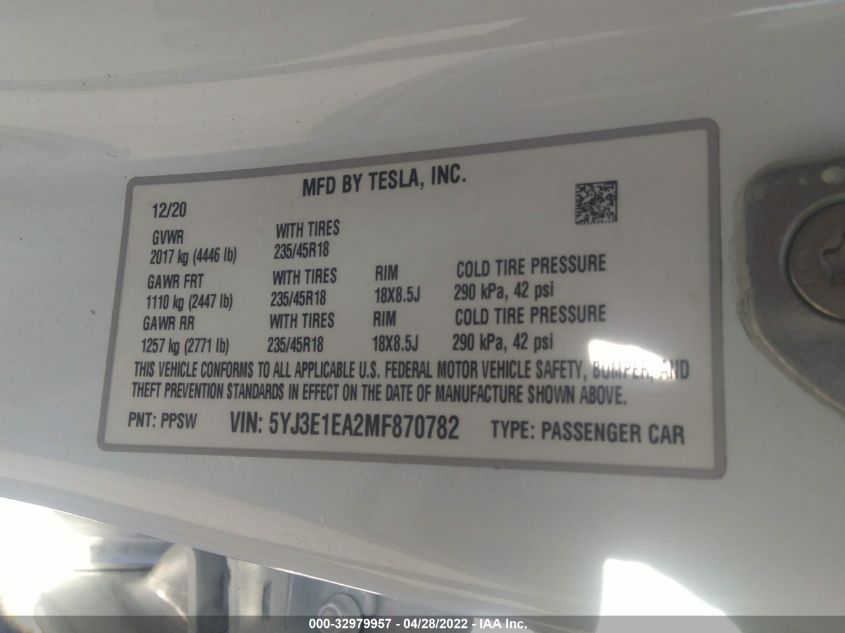 MFD BY TESLA, INC.
12/20
GVWR WITH TIRES
2017 kg (4446 lb) 235/45R18
GAWR FRT WITH TIRES RIM COLD TIRE PRESSURE
1110 kg (2447 lb) 235/45R18 18X8.5J 290 kPa, 42 psi
GAWR RR WITH TIRES RIM COLD TIRE PRESSURE
1257 kg (2771 lb) 235/45R18 18X8.5J 290 kPa, 42 psi
THIS VEHICLE CONFORMS TO ALL APPLICABLE U.S. FEDERAL MOTOR VEHICLE SAFETY, BUMPER, AND
THEFT PREVENTION STANDARDS IN EFFECT ON THE DATE OF MANUFACTURE SHOWN ABOVE.
PNT: PPSW VIN: 5YJ3E1EA2MF870782 TYPE: PASSENGER CAR
000-32979957 - 04/28/2022 - IAA Inc.